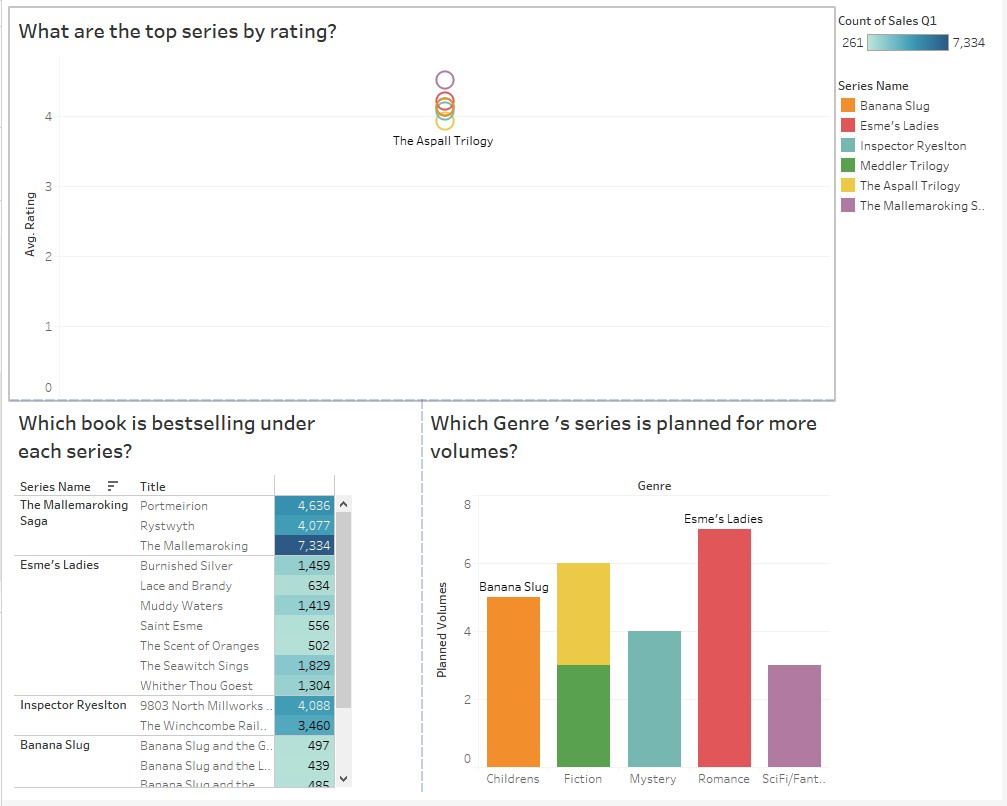 What are the top series by rating?
4
3
2
1
0
Avg. Rating
The Aspall Trilogy
Count of Sales Q1
261 7,334
Series Name
Banana Slug
Esme's Ladies
Inspector Ryeslton
Meddler Trilogy
The Aspall Trilogy
The Mallemaroking S..
Which book is bestselling under
each series?
Series Name Title
The Mallemaroking Portmeirion 4,636
Saga Rystwyth 4,077
The Mallemaroking 7,334
Esme's Ladies Burnished Silver 1,459
Lace and Brandy 634
Muddy Waters 1,419
Saint Esme 556
The Scent of Oranges 502
The Seawitch Sings 1,829
Whither Thou Goest 1,304
Inspector Ryeslton 9803 North Millworks .. 4,088
The Winchcombe Rail.. 3,460
Banana Slug Banana Slug and the G.. 497
Banana Slug and the L.. 439
Banana Slug and the 485
Which Genre 's series is planned for more
volumes?
Genre
8
6
4
2
0
Planned Volumes
Banana Slug
Esme's Ladies
Childrens Fiction Mystery Romance SciFi/Fant..